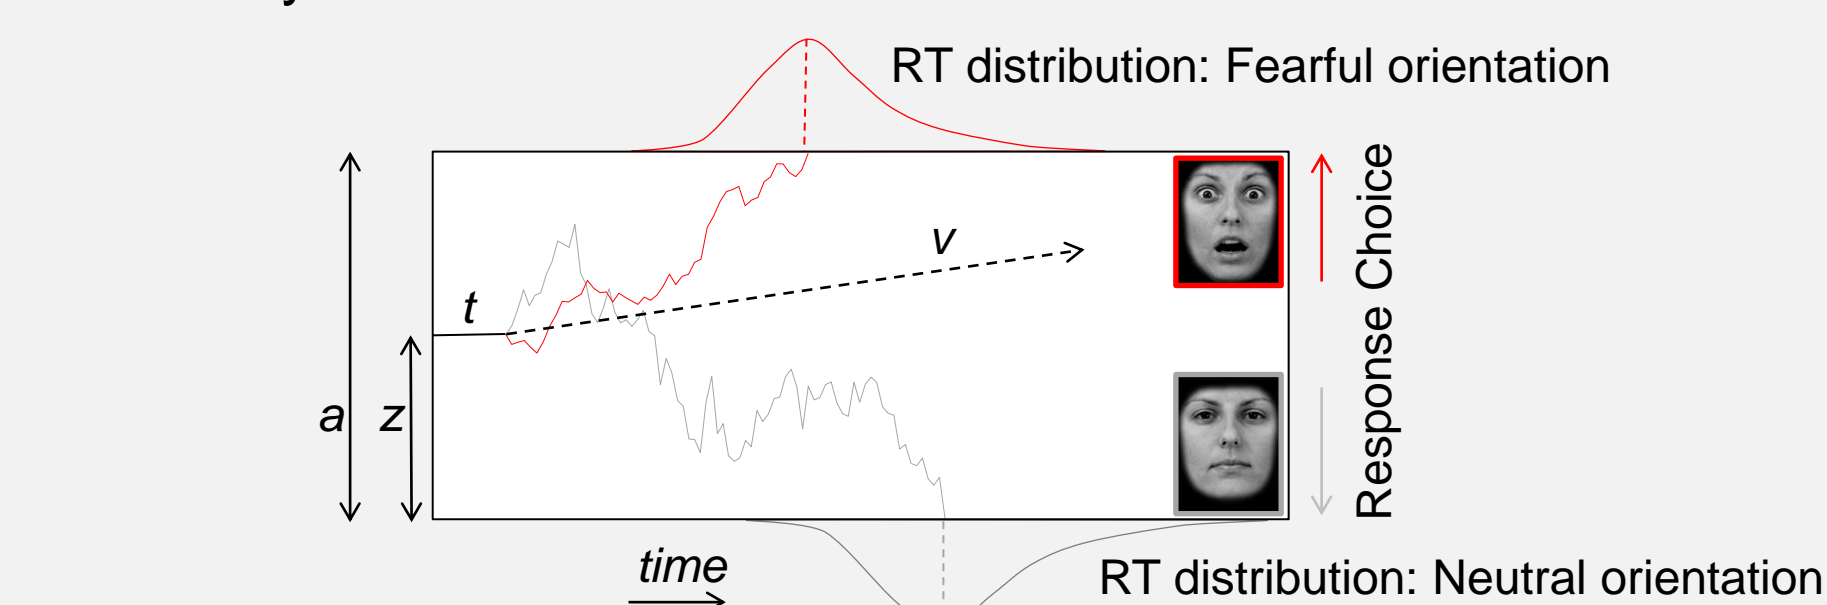 RT distribution: Fearful orientation
v
t
a
z
Response Choice
time
RT distribution: Neutral orientation